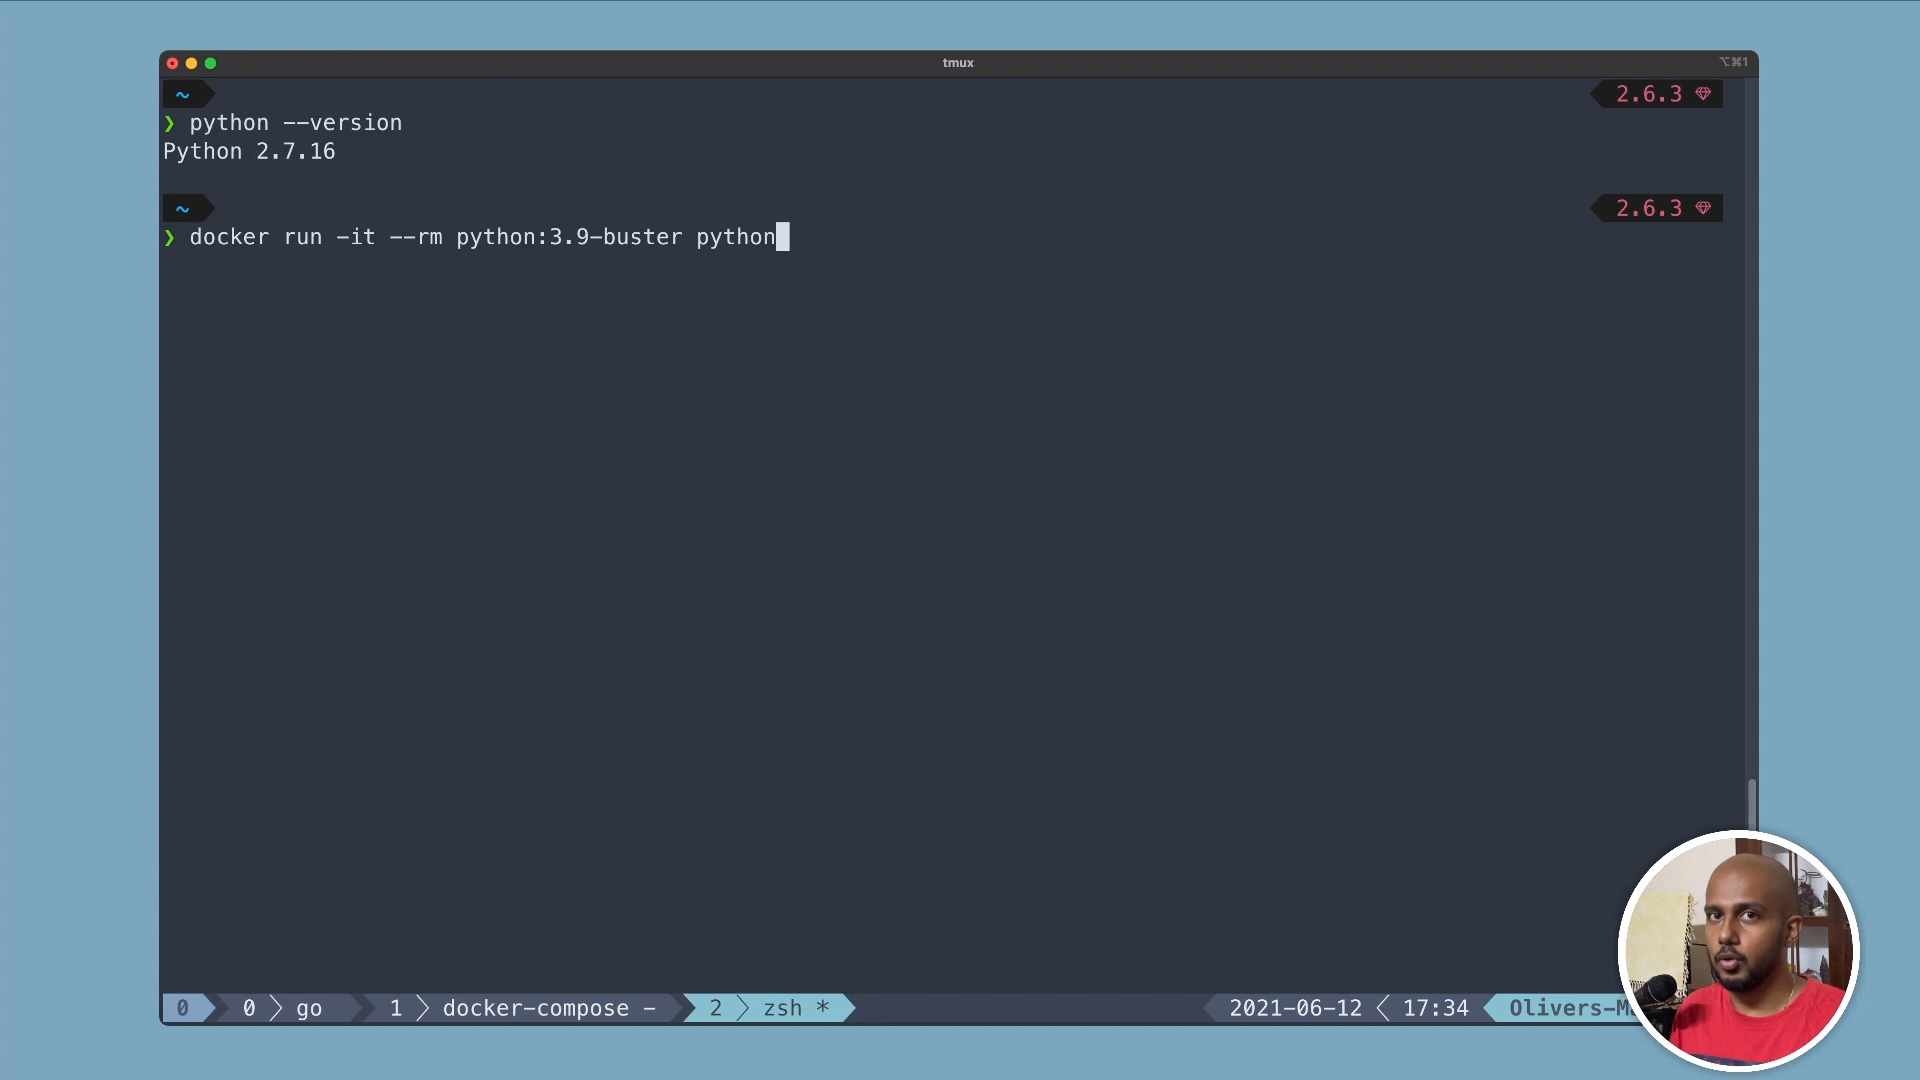 tmux
⌥⌘1
~ 2.6.3
❯ python --version
Python 2.7.16
~ 2.6.3
❯ docker run -it --rm python:3.9-buster python
0 0 go 1 docker-compose - 2 zsh * 2021-06-12 17:34